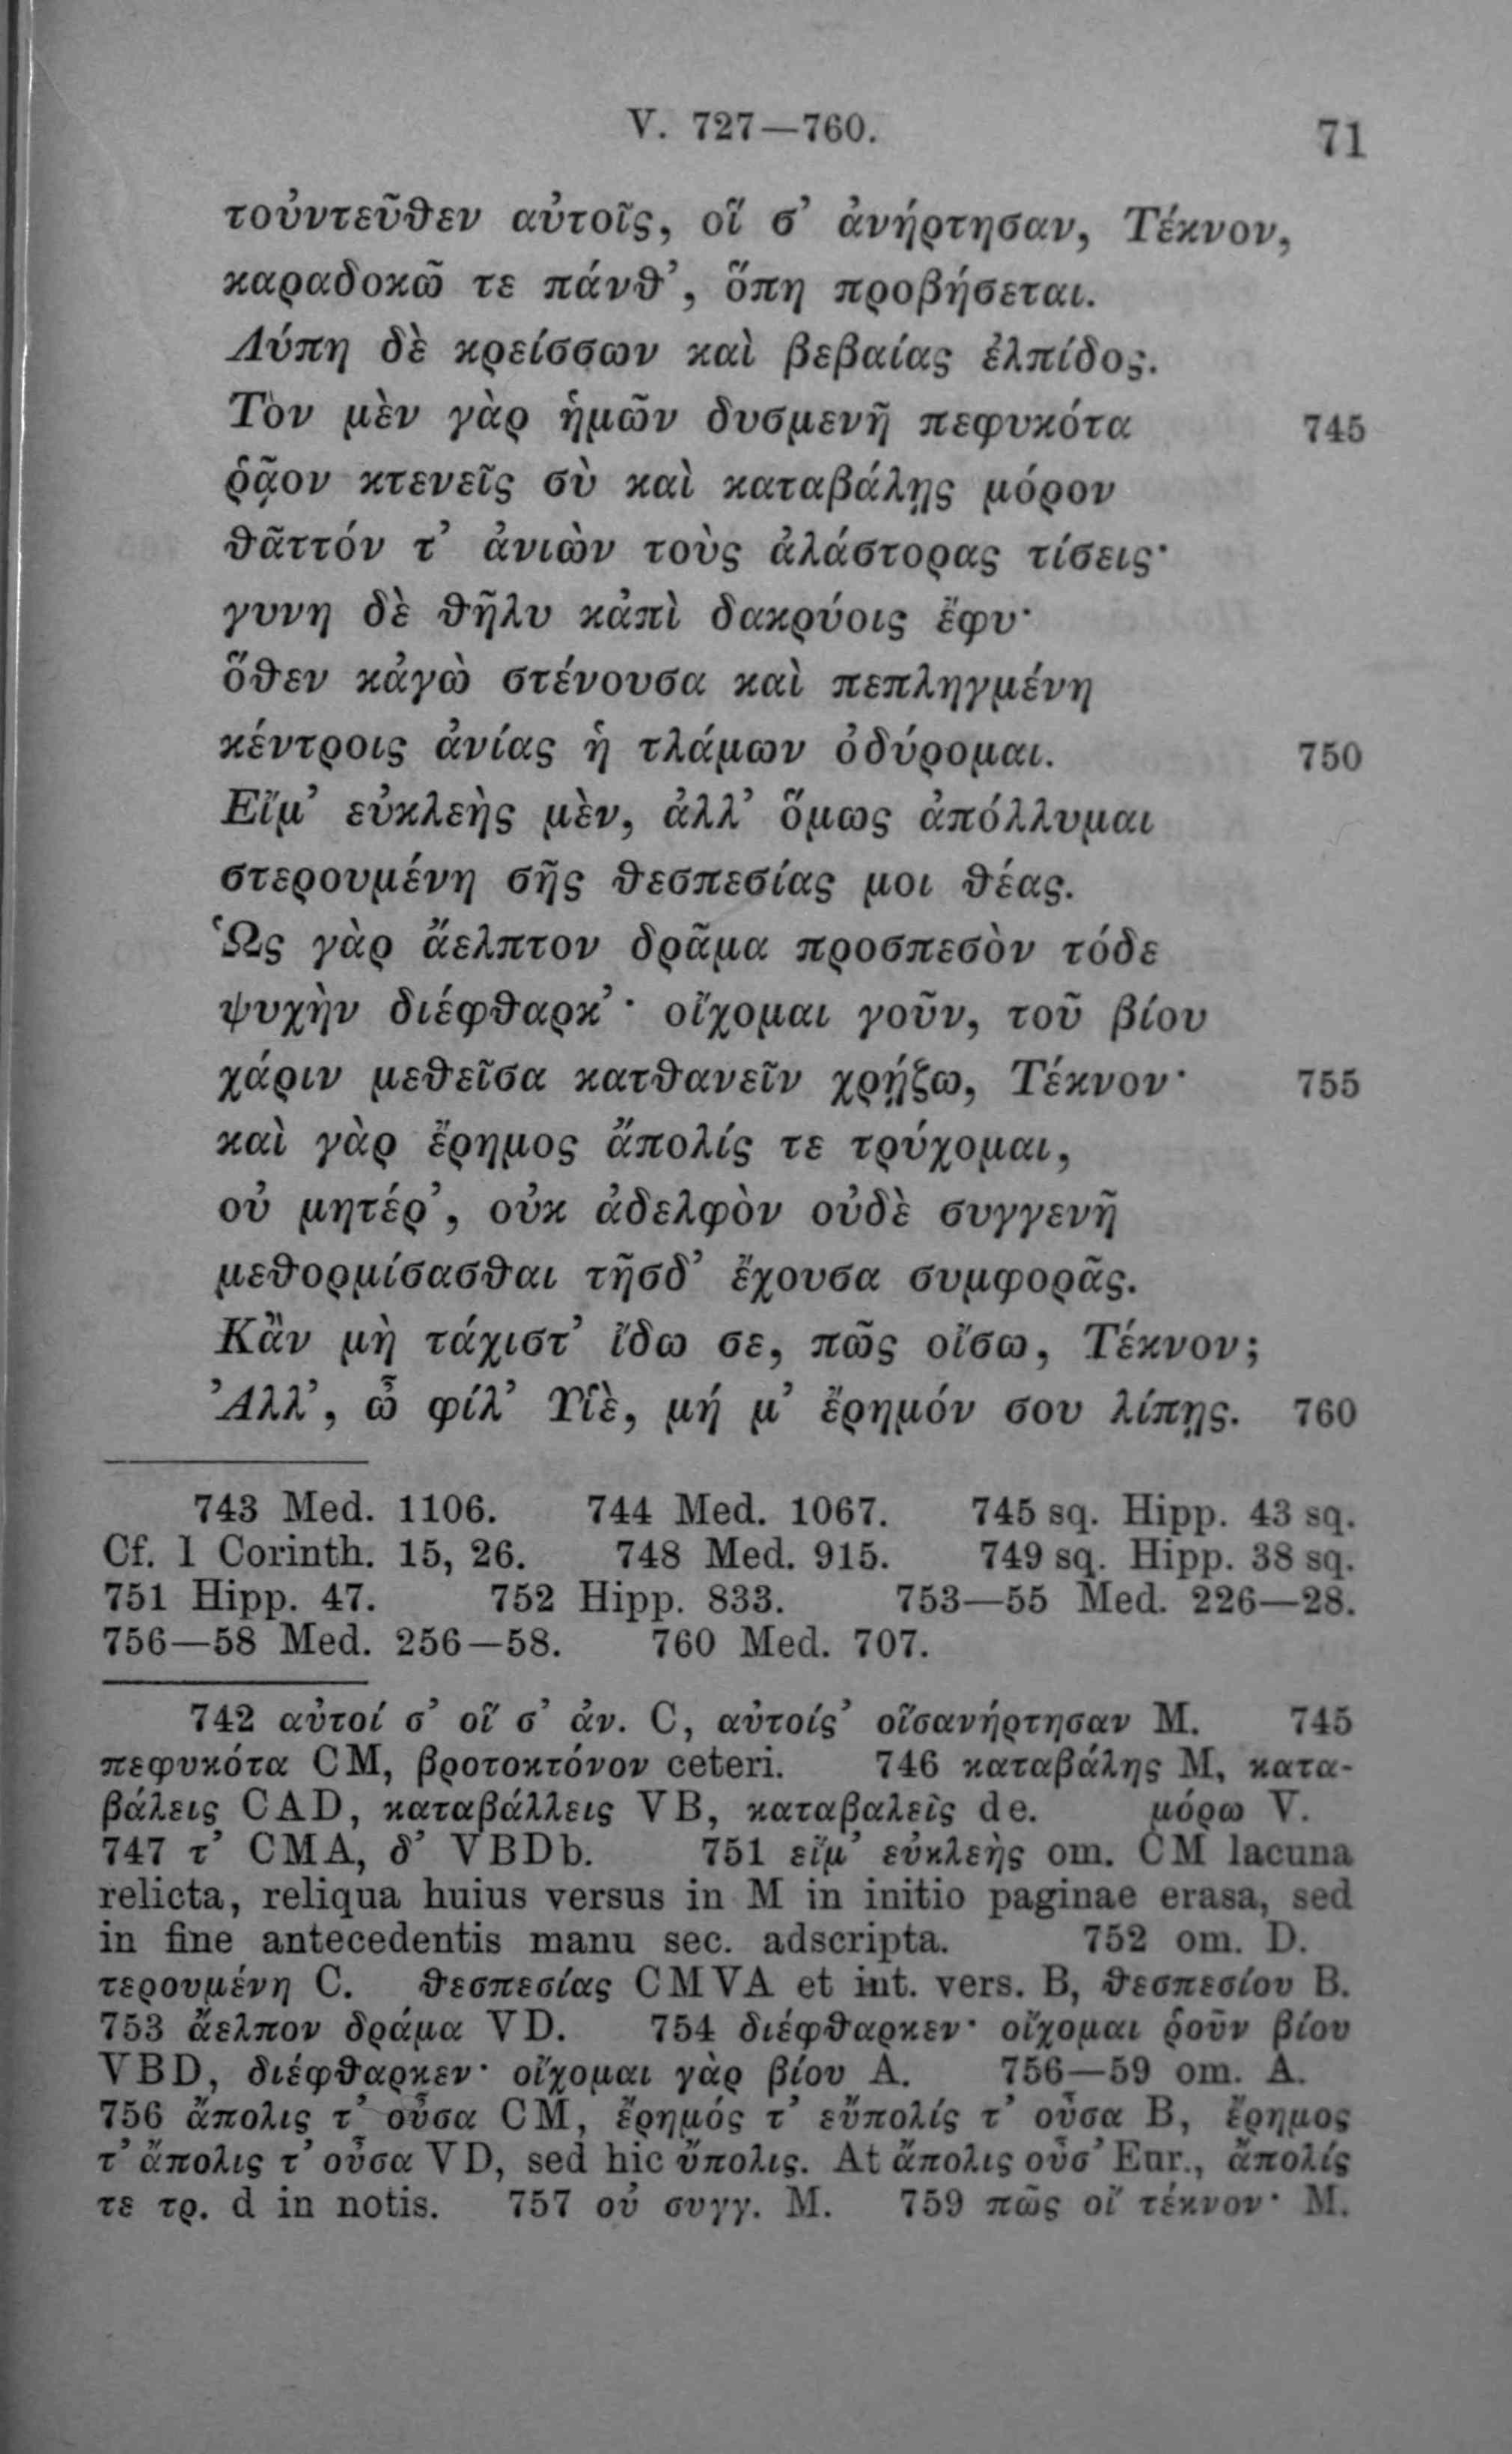 V. 727—760. 71
τοὐντεῦθεν αὐτοῖς, οἵ σ’ ἀνήρτησαν, Τέκνον,
καραδοκῶ τε πάνθ’, ὅπη προβήσεται.
Λύπη δὲ κρείσσων καὶ βεβαίας ἐλπίδος.
Τὸν μὲν γὰρ ἡμῶν δυσμενῆ πεφυκότα 745
ῥᾷον κτενεῖς σὺ καὶ καταβάλῃς μόρον
θᾶττόν τ’ ἀνιὼν τοὺς ἀλάστορας τίσεις·
γυνη δὲ θῆλυ κἀπὶ δακρύοις ἔφυ·
ὅθεν κἀγὼ στένουσα καὶ πεπληγμένη
κέντροις ἀνίας ἡ τλάμων ὀδύρομαι. 750
Εἴμ’ εὐκλεὴς μὲν, ἀλλ’ ὅμως ἀπόλλυμαι
στερουμένη σῆς θεσπεσίας μοι θέας.
Ὡς γὰρ ἄελπτον δρᾶμα προσπεσὸν τόδε
ψυχὴν διέφθαρκ’· οἴχομαι γοῦν, τοῦ βίου
χάριν μεθεῖσα κατθανεῖν χρῄζω, Τέκνον· 755
καὶ γὰρ ἔρημος ἄπολίς τε τρύχομαι,
οὐ μητέρ’, οὐκ ἀδελφὸν οὐδὲ συγγενῆ
μεθορμίσασθαι τῆσδ’ ἔχουσα συμφορᾶς.
Κἂν μὴ τάχιστ’ ἴδω σε, πῶς οἴσω, Τέκνον;
Ἀλλ’, ὦ φίλ’ Υἱὲ, μή μ’ ἔρημόν σου λίπῃς. 760
743 Med. 1106. 744 Med. 1067. 745 sq. Hipp. 43 sq.
Cf. 1 Corinth. 15, 26. 748 Med. 915. 749 sq. Hipp. 38 sq.
751 Hipp. 47. 752 Hipp. 833. 753—55 Med. 226—28.
756—58 Med. 256—58. 760 Med. 707.
742 αὐτοί σ’ οἵ σ’ ἀν. C, αὐτοίς’ οἵσανήρτησαν M. 745
πεφυκότα CM, βροτοκτόνον ceteri. 746 καταβάλης M, κατα-
βάλεις CAD, καταβάλλεις VB, καταβαλεῖς de. μόρω V.
747 τ’ CMA, δ’ VBDb. 751 εἴμ’ εὐκλεὴς om. CM lacuna
relicta, reliqua huius versus in M in initio paginae erasa, sed
in fine antecedentis manu sec. adscripta. 752 om. D.
τερουμένη C. θεσπεσίας CMVA et int. vers. B, θεσπεσίου B.
753 ἄελπον δράμα VD. 754 διέφθαρκεν· οἴχομαι ῥοῦν βίου
VBD, διέφθαρκεν· οἴχομαι γὰρ βίου A. 756—59 om. A.
756 ἄπολις τ’ οὖσα CM, ἔρημός τ’ εὔπολίς τ’ οὖσα B, ἔρημος
τ’ ἄπολις τ’ οὖσα VD, sed hic ὔπολις. At ἄπολις οὖσ’ Eur., ἄπολίς
τε τρ. d in notis. 757 οὐ συγγ. M. 759 πῶς οἴ τέκνον· M.